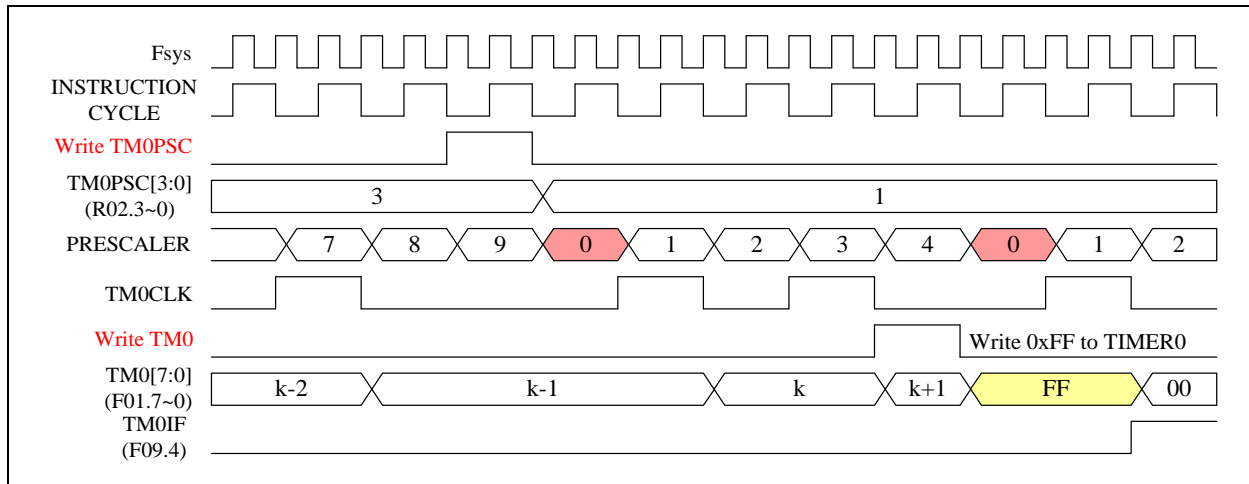 Fsys
INSTRUCTION
CYCLE
Write TM0PSC
TM0PSC[3:0]
(R02.3~0)
3 1
PRESCALER
7 8 9 0 1 2 3 4 0 1 2
TM0CLK
Write TM0
Write 0xFF to TIMER0
TM0[7:0]
(F01.7~0)
k-2 k-1 k k+1 FF 00
TM0IF
(F09.4)